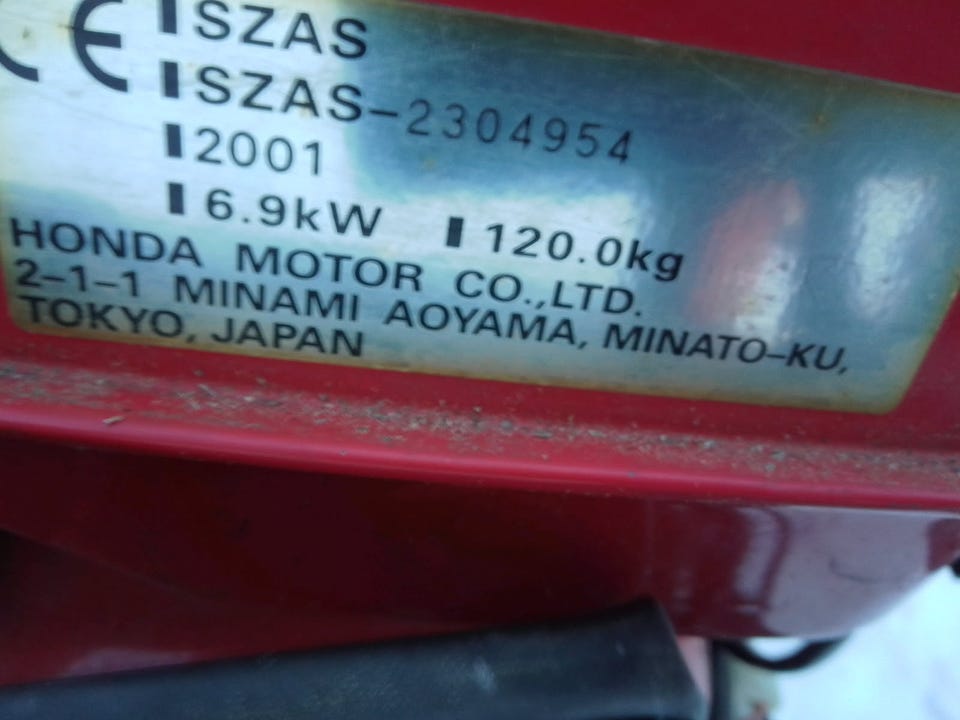 CE SZAS
SZAS-2304954
2001
6.9kW 120.0kg
HONDA MOTOR CO.,LTD.
2-1-1 MINAMI AOYAMA, MINATO-KU,
TOKYO, JAPAN